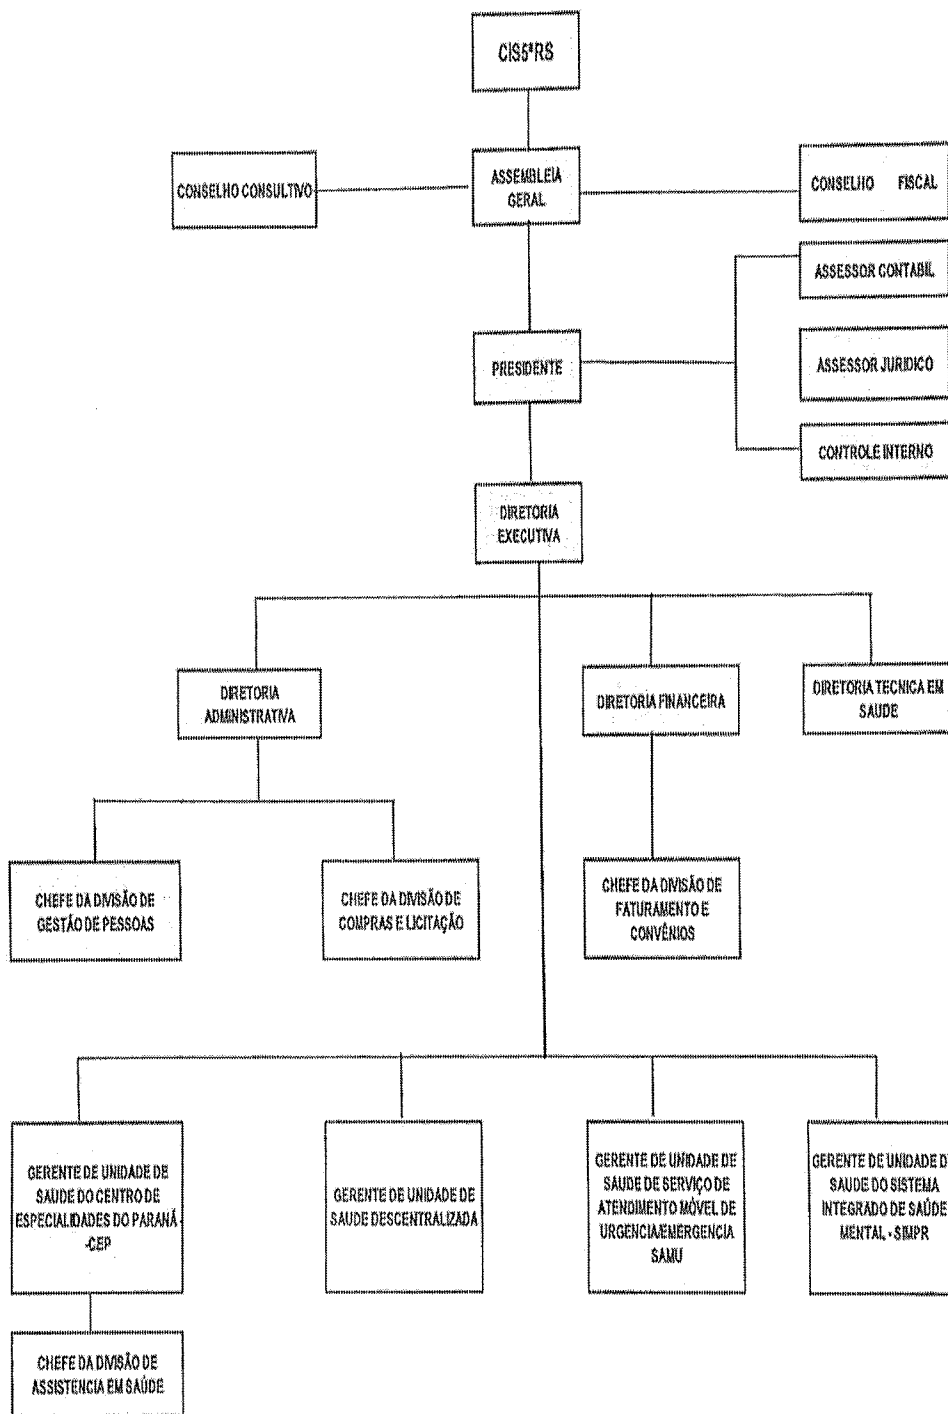 CIS5ªRS
CONSELHO CONSULTIVO
ASSEMBLEIA
GERAL
CONSELHO FISCAL
ASSESSOR CONTABIL
PRESIDENTE
ASSESSOR JURIDICO
CONTROLE INTERNO
DIRETORIA
EXECUTIVA
DIRETORIA
ADMINISTRATIVA
DIRETORIA FINANCEIRA
DIRETORIA TECNICA EM
SAUDE
CHEFE DA DIVISÃO DE
GESTÃO DE PESSOAS
CHEFE DA DIVISÃO DE
COMPRAS E LICITAÇÃO
CHEFE DA DIVISÃO DE
FATURAMENTO E
CONVÊNIOS
GERENTE DE UNIDADE DE
SAUDE DO CENTRO DE
ESPECIALIDADES DO PARANÁ
-CEP
GERENTE DE UNIDADE DE
SAUDE DESCENTRALIZADA
GERENTE DE UNIDADE DE
SAUDE DE SERVIÇO DE
ATENDIMENTO MÓVEL DE
URGENCIA/EMERGENCIA
SAMU
GERENTE DE UNIDADE D
SAUDE DO SISTEMA
INTEGRADO DE SAÚDE
MENTAL - SIMPR
CHEFE DA DIVISÃO DE
ASSISTENCIA EM SAÚDE